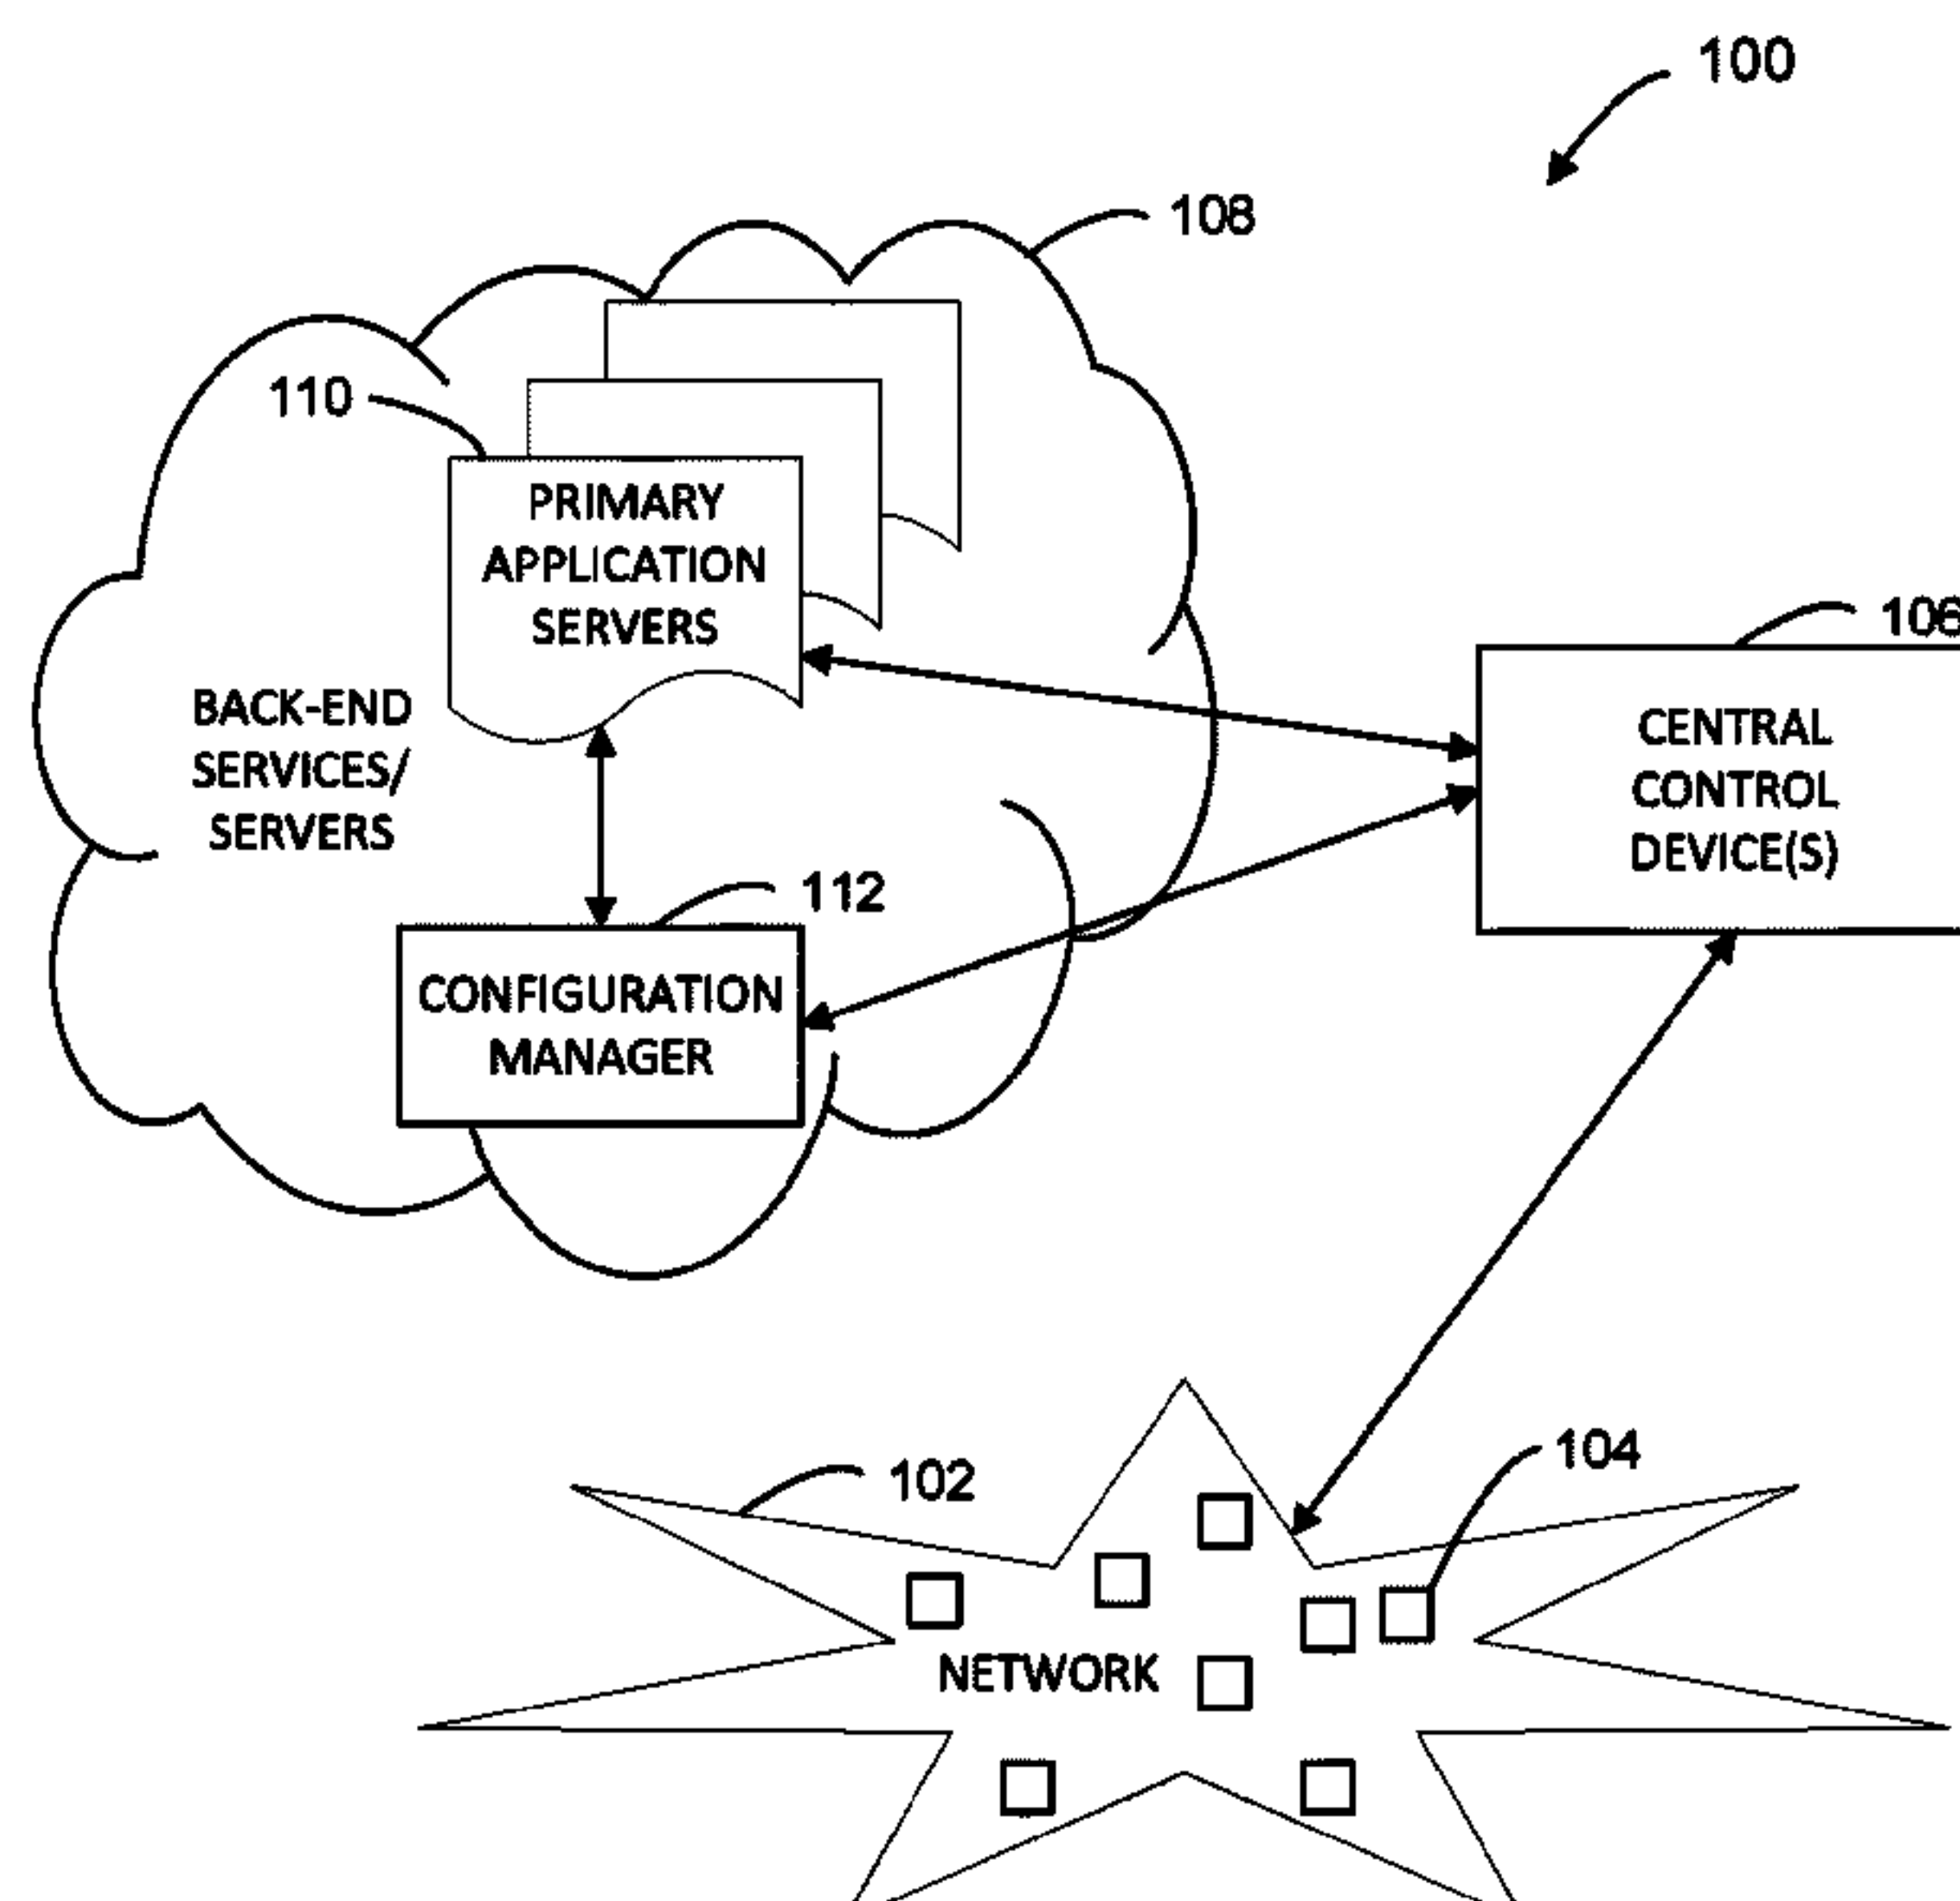 100
108
110
PRIMARY
APPLICATION
SERVERS
106
BACK-END
SERVICES/
SERVERS
CENTRAL
CONTROL
DEVICE(S)
112
CONFIGURATION
MANAGER
104
102
NETWORK